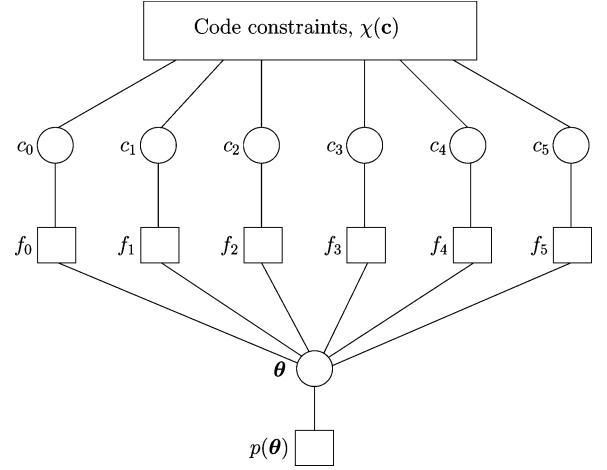 Code constraints, χ(𝐜)
c₀ c₁ c₂ c₃ c₄ c₅
f₀ f₁ f₂ f₃ f₄ f₅
𝜽
p(𝜽)